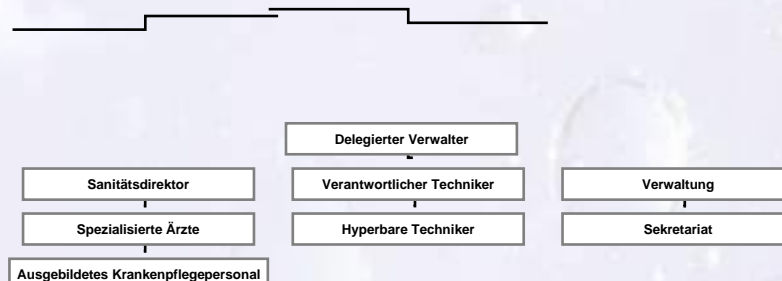 Delegierter Verwalter
Sanitätsdirektor
Verantwortlicher Techniker
Verwaltung
Spezialisierte Ärzte
Hyperbare Techniker
Sekretariat
Ausgebildetes Krankenpflegepersonal